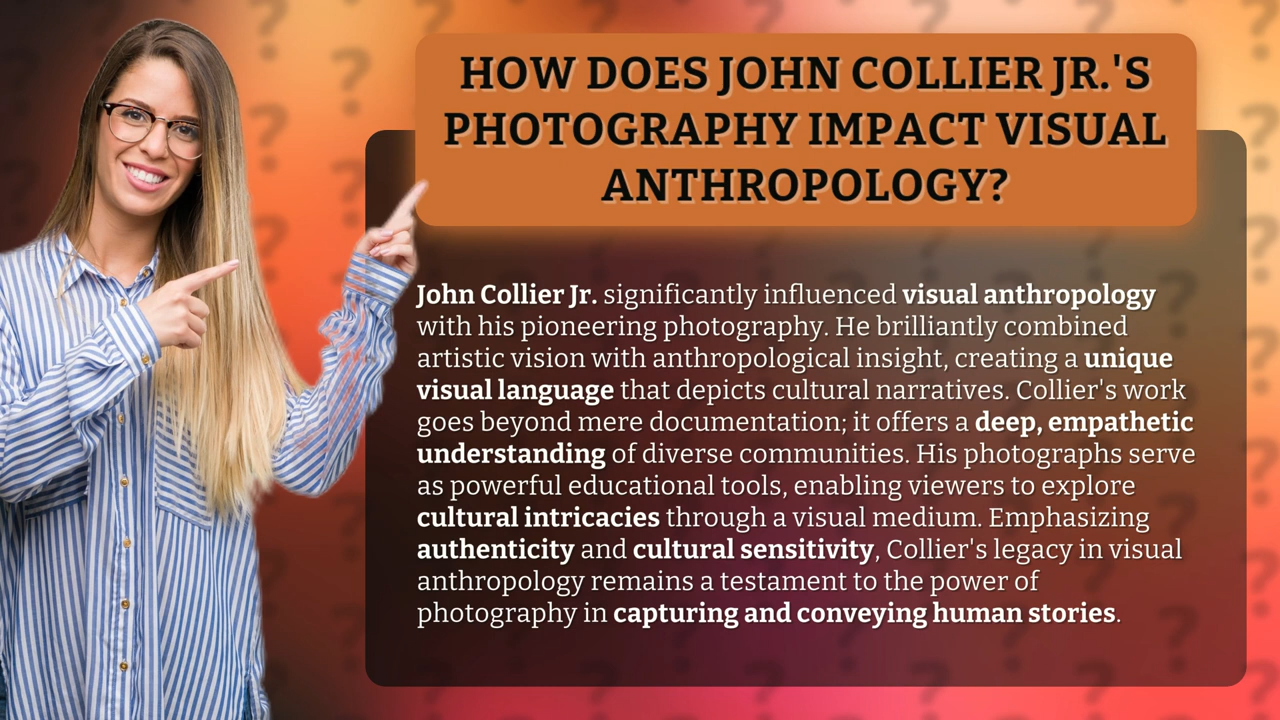 HOW DOES JOHN COLLIER JR.'S
PHOTOGRAPHY IMPACT VISUAL
ANTHROPOLOGY?
John Collier Jr. significantly influenced visual anthropology
with his pioneering photography. He brilliantly combined
artistic vision with anthropological insight, creating a unique
visual language that depicts cultural narratives. Collier's work
goes beyond mere documentation; it offers a deep, empathetic
understanding of diverse communities. His photographs serve
as powerful educational tools, enabling viewers to explore
cultural intricacies through a visual medium. Emphasizing
authenticity and cultural sensitivity, Collier's legacy in visual
anthropology remains a testament to the power of
photography in capturing and conveying human stories.